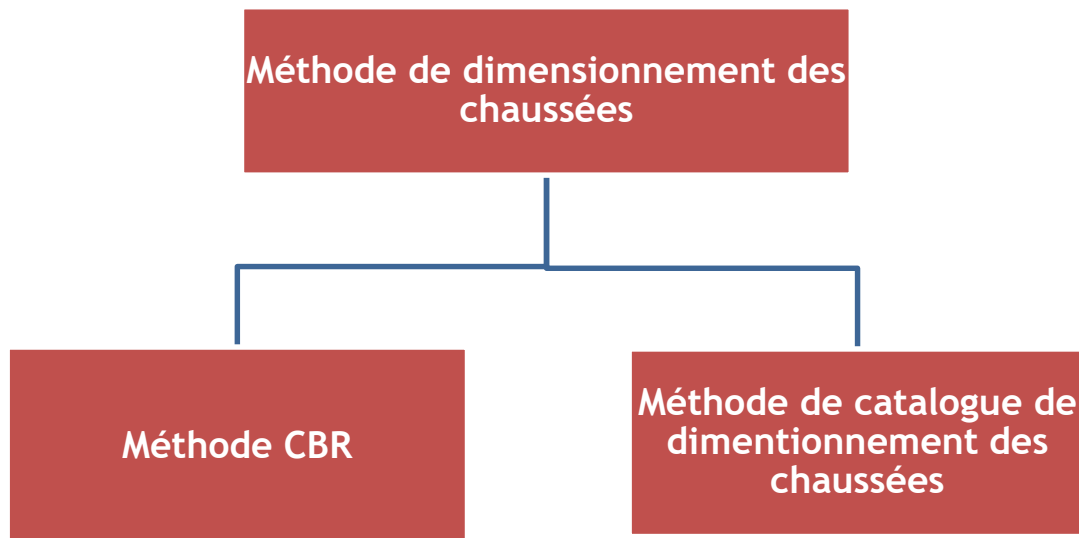 Méthode de dimensionnement des
chaussées
Méthode CBR
Méthode de catalogue de
dimentionnement des
chaussées